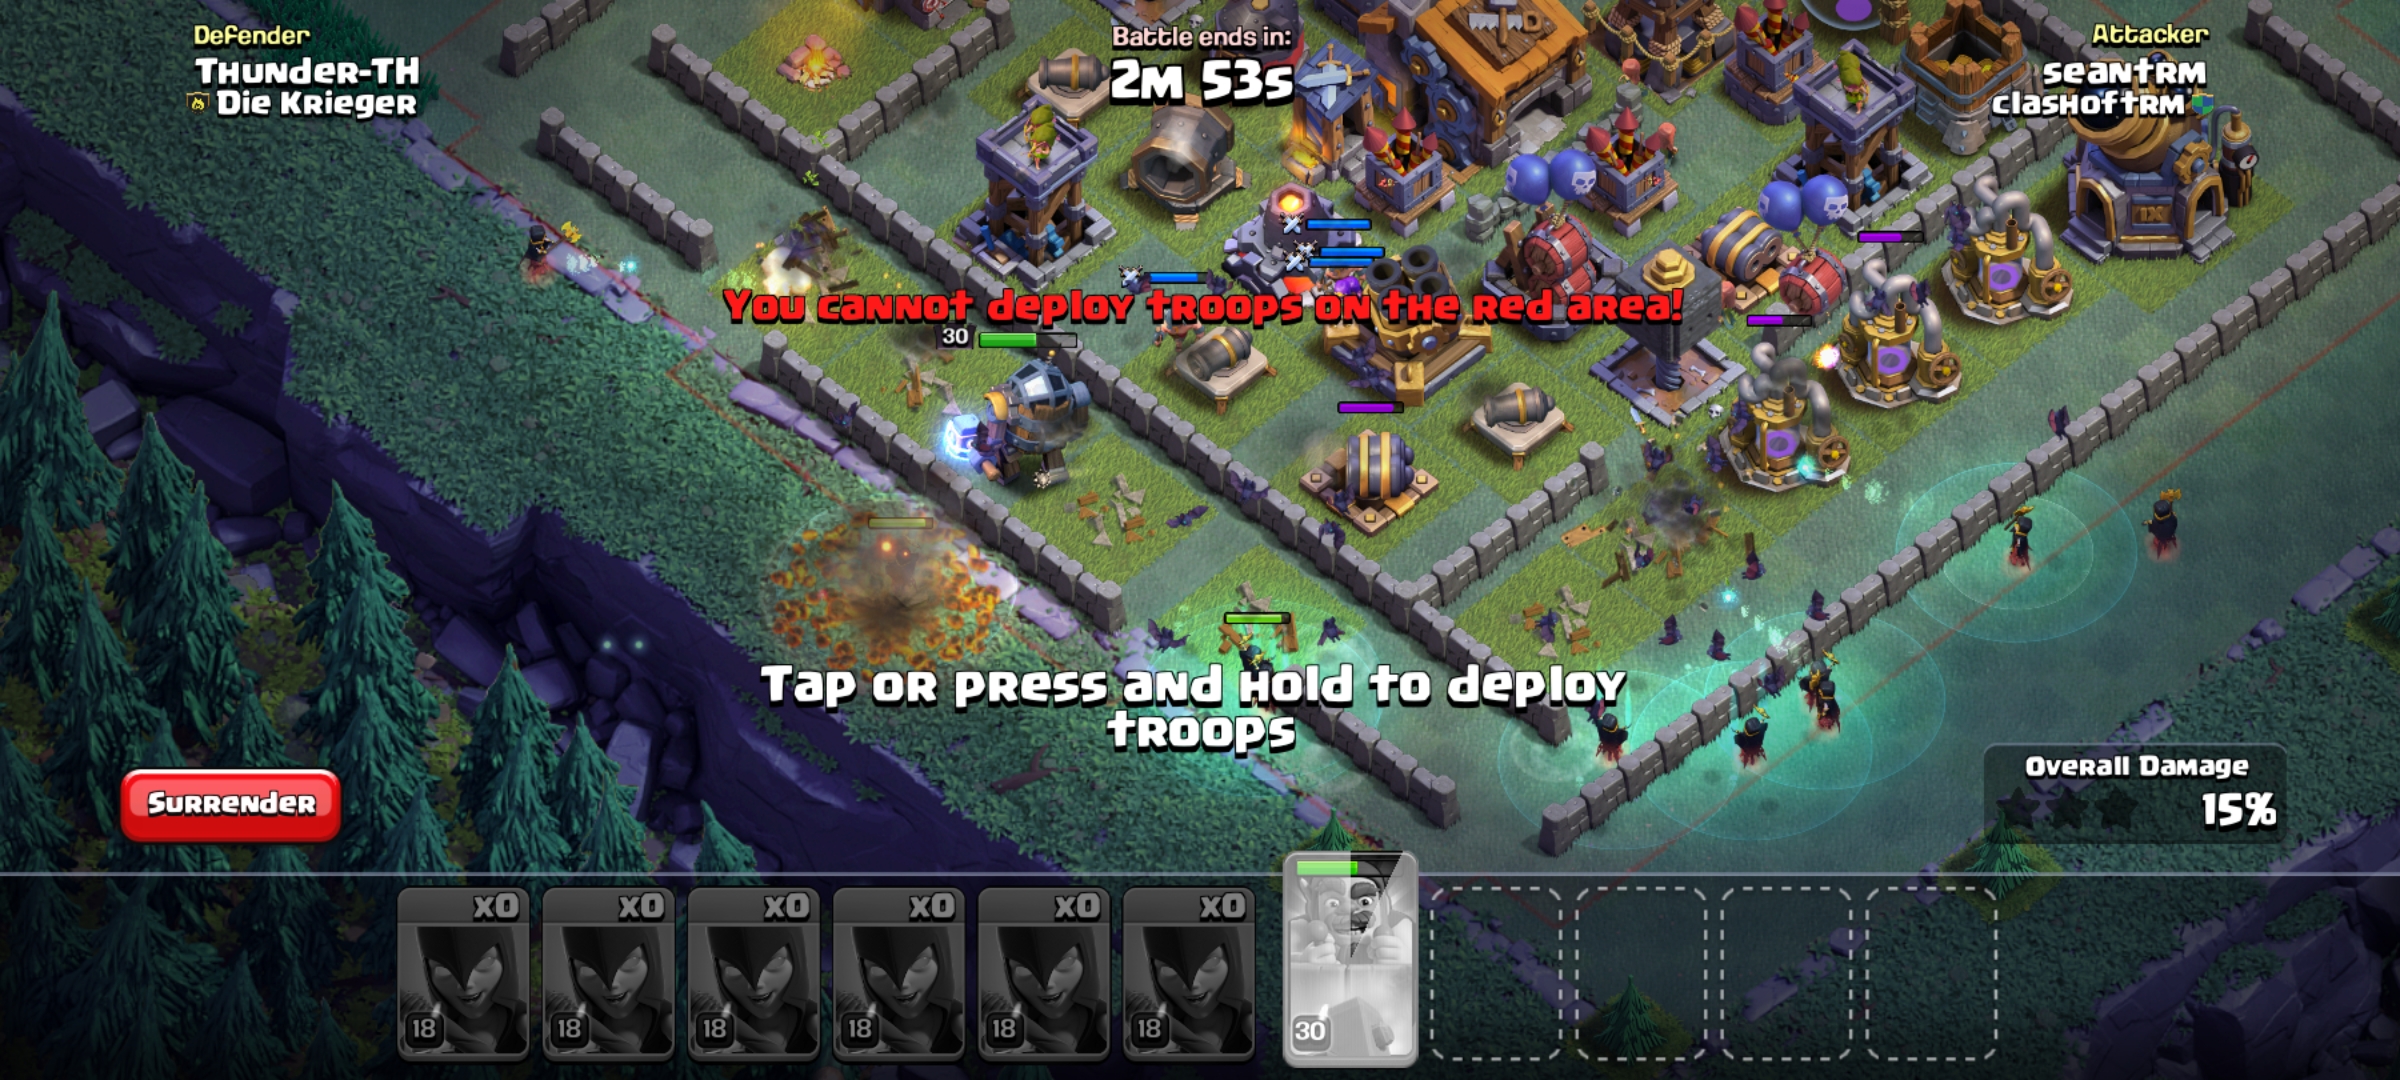 Defender
Thunder-TH
Die Krieger
Battle ends in:
2M 53s
Attacker
seantrm
clashoftrm
You cannot deploy troops on the red area!
30
IX
Tap or press and hold to deploy
troops
Surrender
Overall Damage
15%
x0
x0
x0
x0
x0
x0
18
18
18
18
18
18
30